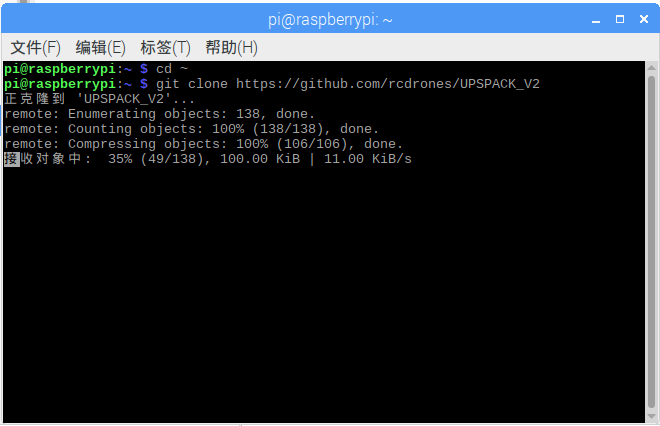 pi@raspberrypi: ~
文件(F) 编辑(E) 标签(T) 帮助(H)
pi@raspberrypi:~ $ cd ~
pi@raspberrypi:~ $ git clone https://github.com/rcdrones/UPSPACK_V2
正克隆到 'UPSPACK_V2'...
remote: Enumerating objects: 138, done.
remote: Counting objects: 100% (138/138), done.
remote: Compressing objects: 100% (106/106), done.
接收对象中: 35% (49/138), 100.00 KiB | 11.00 KiB/s